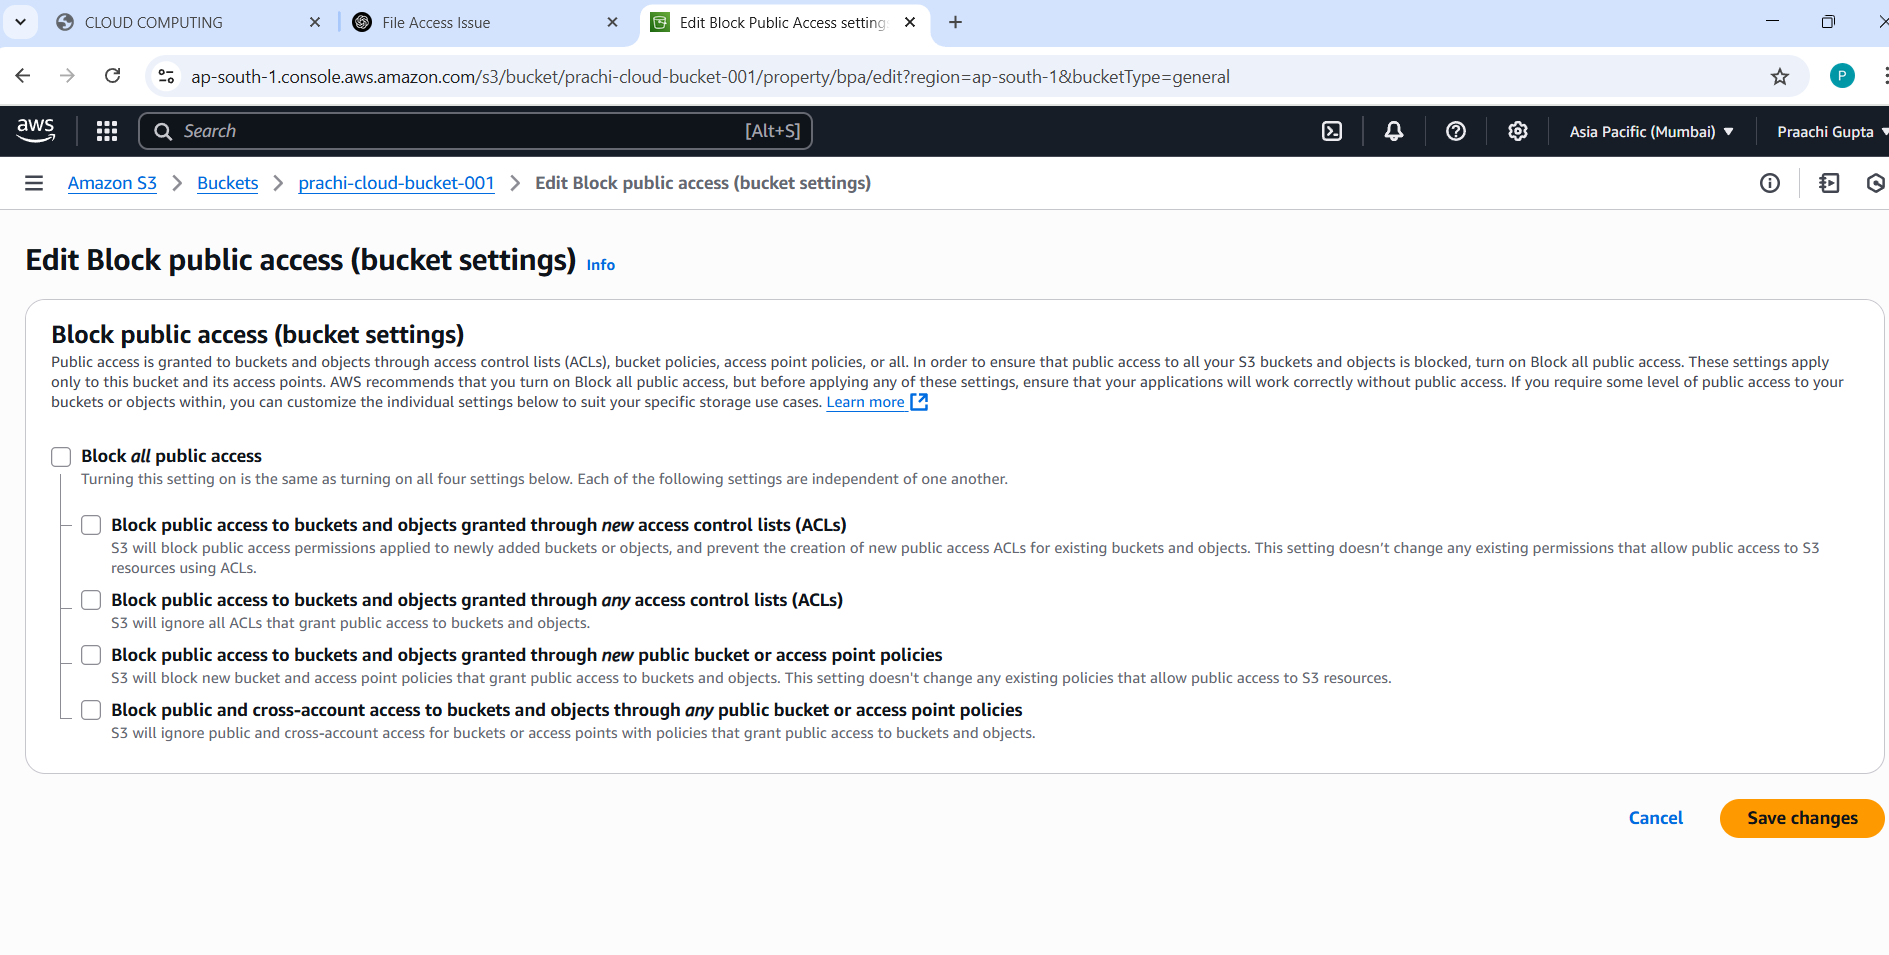 CLOUD COMPUTING
File Access Issue
Edit Block Public Access setting
ap-south-1.console.aws.amazon.com/s3/bucket/prachi-cloud-bucket-001/property/bpa/edit?region=ap-south-1&bucketType=general
P
aws
Search
[Alt+S]
Asia Pacific (Mumbai)
Praachi Gupta
Amazon S3
Buckets
prachi-cloud-bucket-001
Edit Block public access (bucket settings)
Edit Block public access (bucket settings) Info
Block public access (bucket settings)
Public access is granted to buckets and objects through access control lists (ACLs), bucket policies, access point policies, or all. In order to ensure that public access to all your S3 buckets and objects is blocked, turn on Block all public access. These settings apply
only to this bucket and its access points. AWS recommends that you turn on Block all public access, but before applying any of these settings, ensure that your applications will work correctly without public access. If you require some level of public access to your
buckets or objects within, you can customize the individual settings below to suit your specific storage use cases. Learn more
Block all public access
Turning this setting on is the same as turning on all four settings below. Each of the following settings are independent of one another.
Block public access to buckets and objects granted through new access control lists (ACLs)
S3 will block public access permissions applied to newly added buckets or objects, and prevent the creation of new public access ACLs for existing buckets and objects. This setting doesn't change any existing permissions that allow public access to S3
resources using ACLs.
Block public access to buckets and objects granted through any access control lists (ACLs)
S3 will ignore all ACLs that grant public access to buckets and objects.
Block public access to buckets and objects granted through new public bucket or access point policies
S3 will block new bucket and access point policies that grant public access to buckets and objects. This setting doesn't change any existing policies that allow public access to S3 resources.
Block public and cross-account access to buckets and objects through any public bucket or access point policies
S3 will ignore public and cross-account access for buckets or access points with policies that grant public access to buckets and objects.
Cancel
Save changes